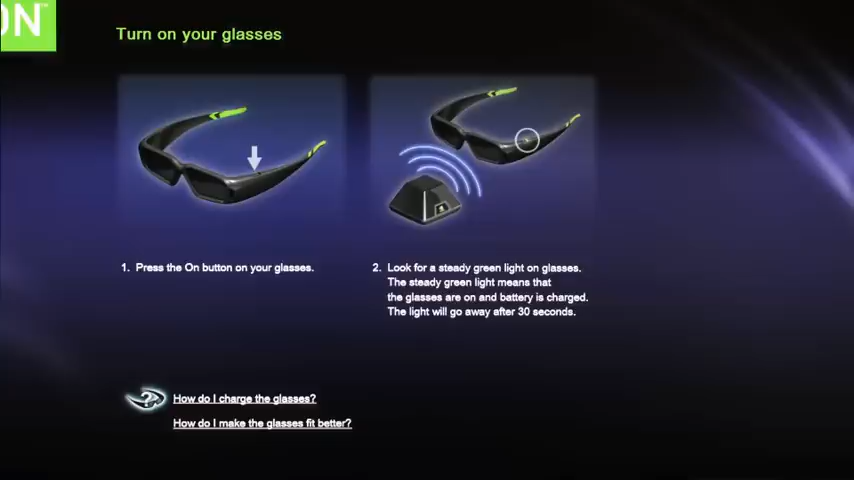 ON™
Turn on your glasses
1. Press the On button on your glasses.
2. Look for a steady green light on glasses.
The steady green light means that
the glasses are on and battery is charged.
The light will go away after 30 seconds.
How do I charge the glasses?
How do I make the glasses fit better?